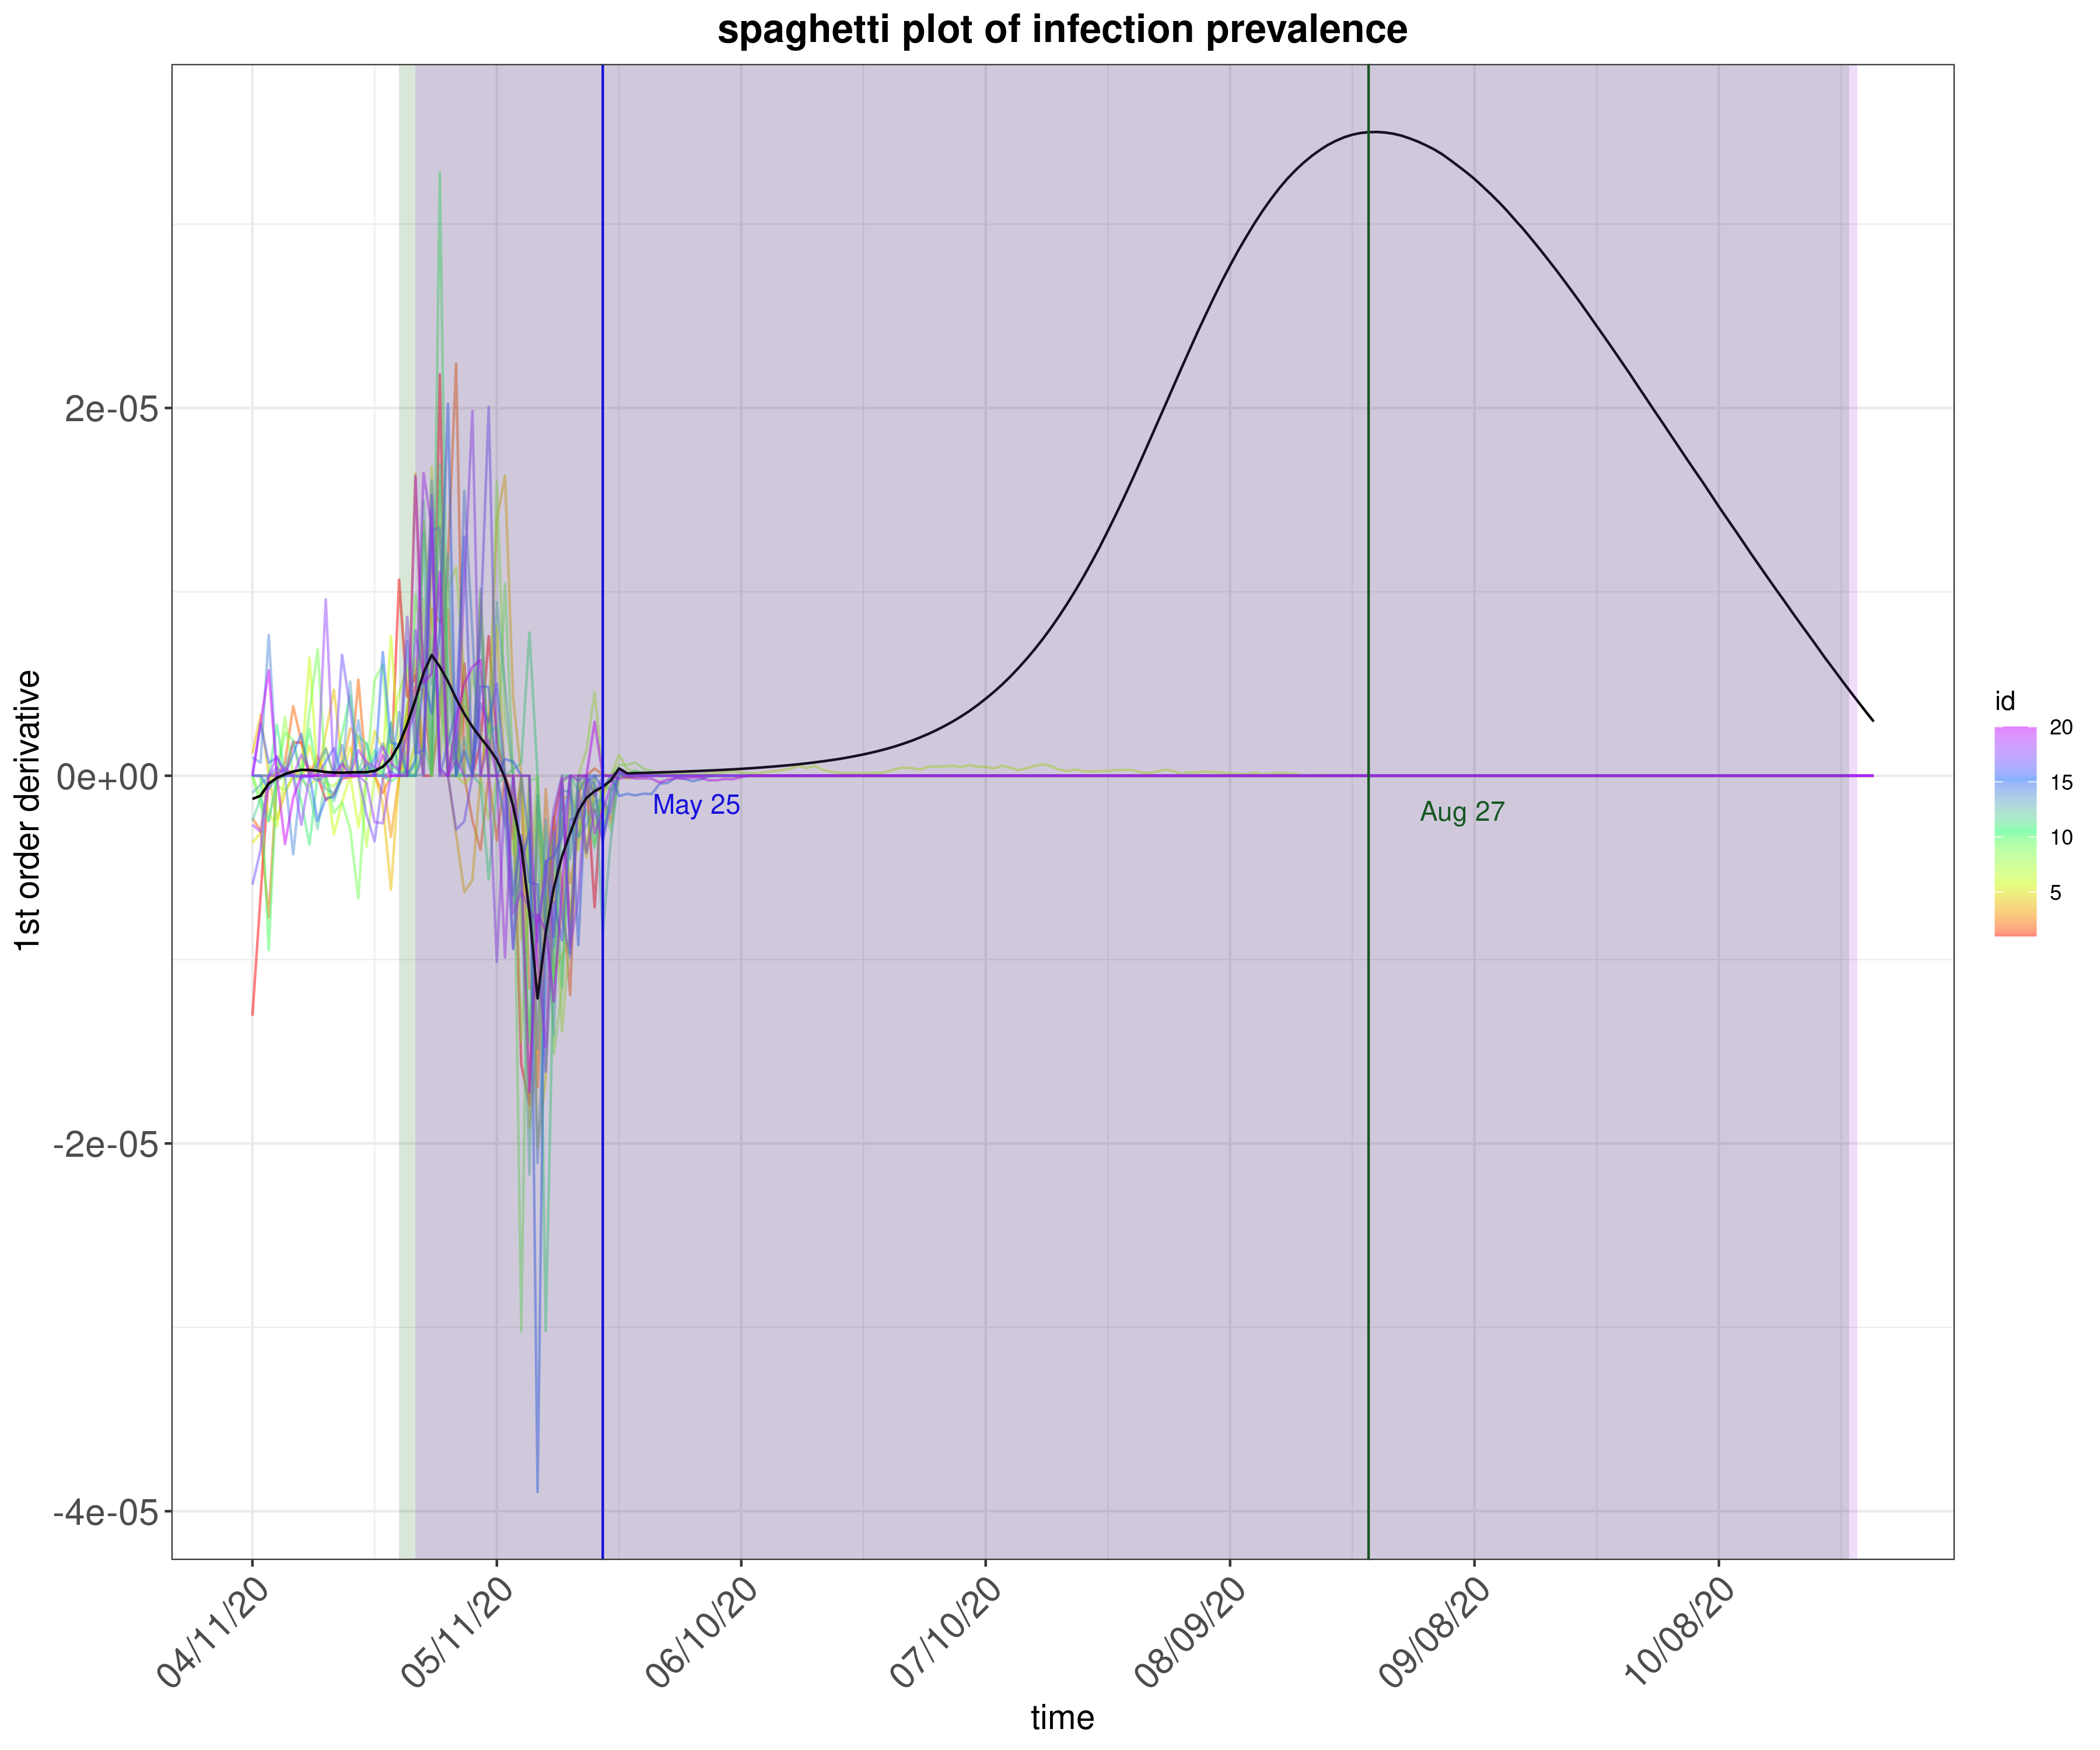 spaghetti plot of infection prevalence
1st order derivative
2e-05
0e+00
-2e-05
-4e-05
May 25
Aug 27
id
20
15
10
5
04/11/20
05/11/20
06/10/20
07/10/20
08/09/20
09/08/20
10/08/20
time